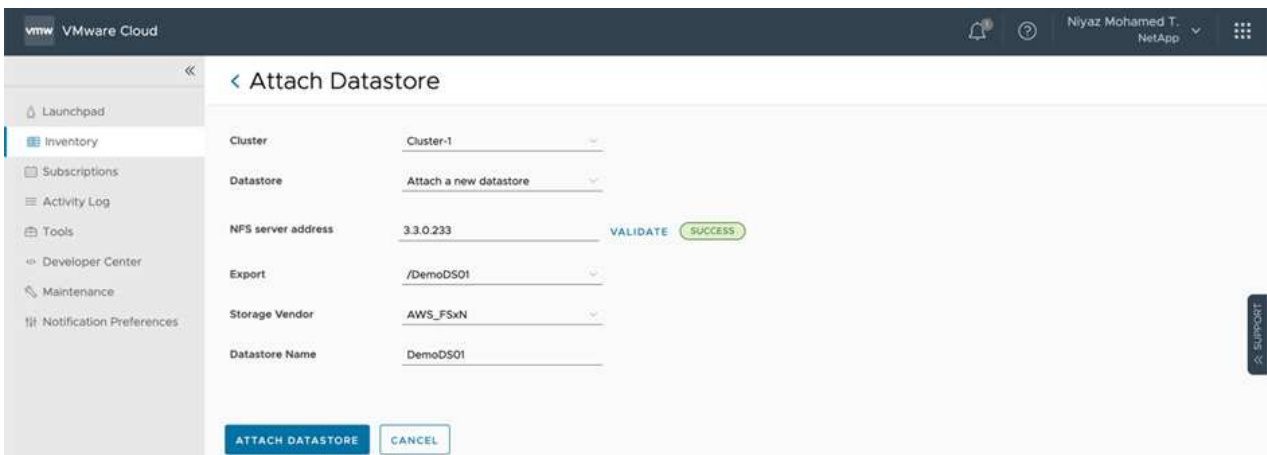 vmw VMware Cloud
Niyaz Mohamed T.
NetApp
Attach Datastore
Launchpad
Inventory
Subscriptions
Activity Log
Tools
Developer Center
Maintenance
Notification Preferences
Cluster Cluster-1
Datastore Attach a new datastore
NFS server address 3.3.0.233 VALIDATE SUCCESS
Export /DemoDS01
Storage Vendor AWS_FSxN
Datastore Name DemoDS01
ATTACH DATASTORE CANCEL
SUPPORT